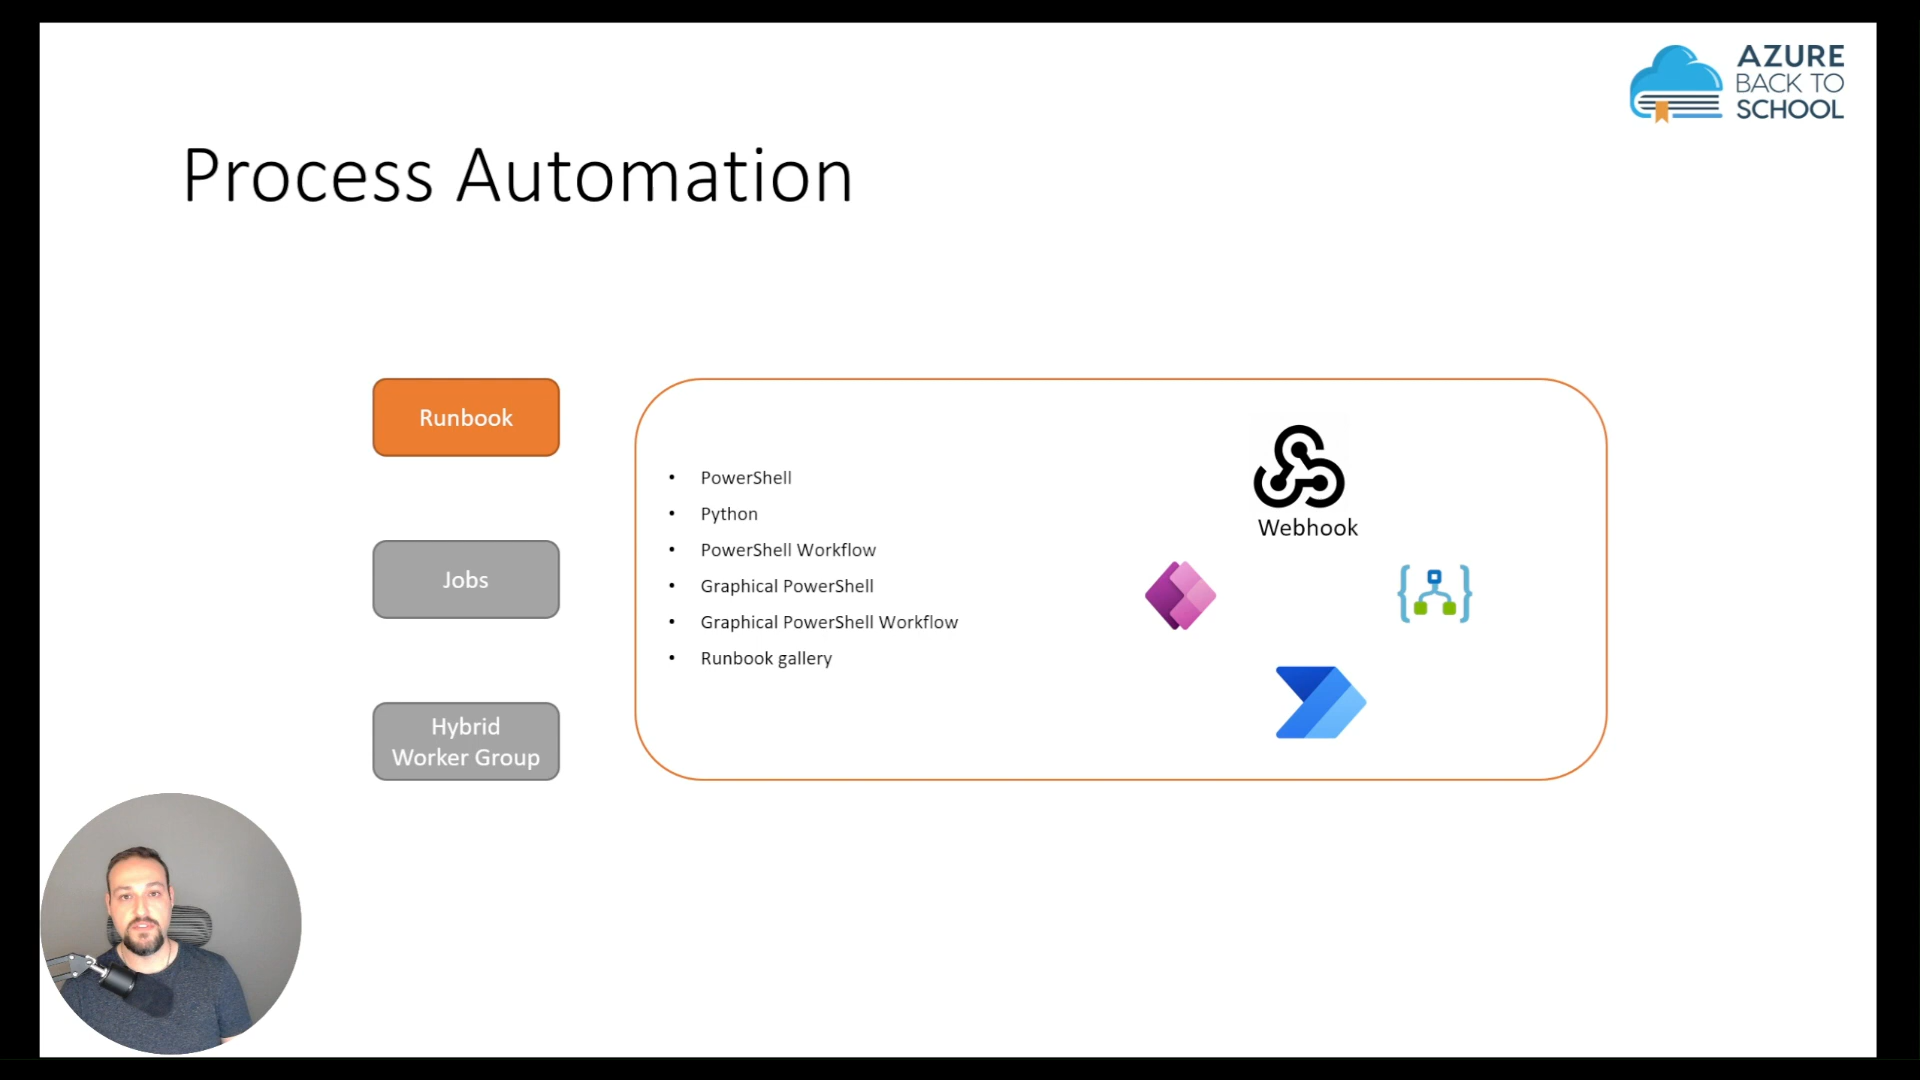 AZURE
BACK TO
SCHOOL
Process Automation
Runbook
Jobs
Hybrid
Worker Group
• PowerShell
• Python
• PowerShell Workflow
• Graphical PowerShell
• Graphical PowerShell Workflow
• Runbook gallery
Webhook